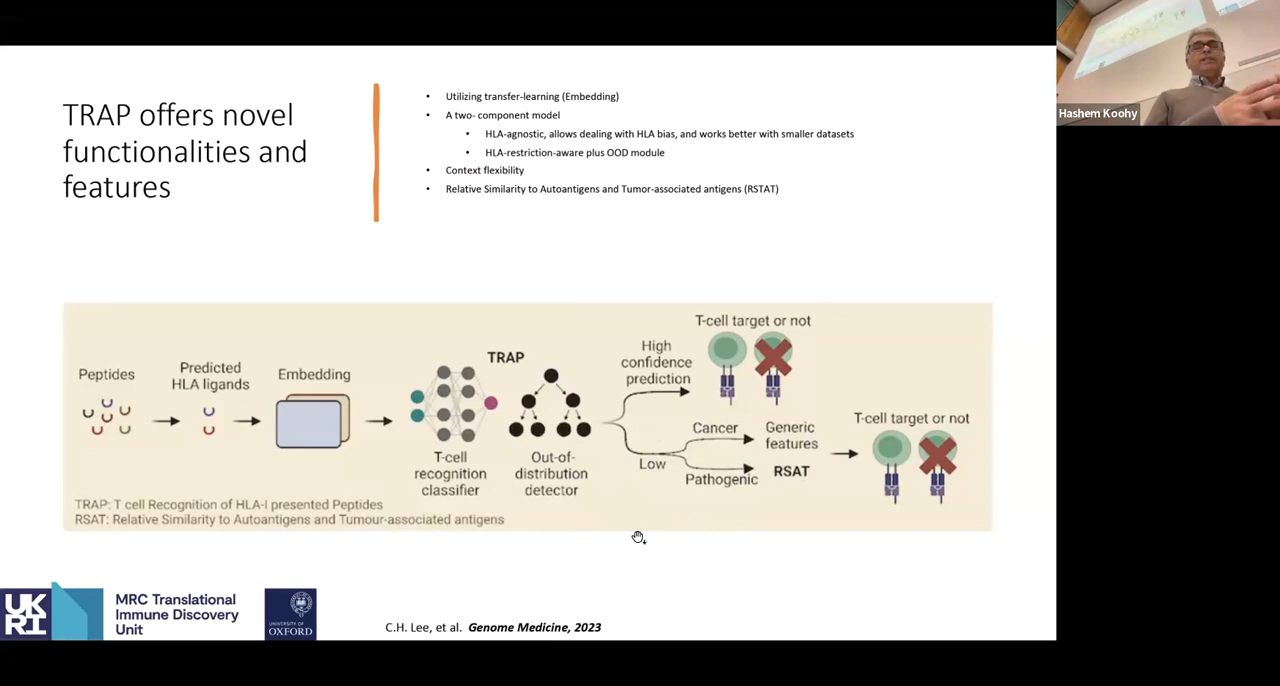 TRAP offers novel
functionalities and
features
• Utilizing transfer-learning (Embedding)
• A two- component model
• HLA-agnostic, allows dealing with HLA bias, and works better with smaller datasets
• HLA-restriction-aware plus OOD module
• Context flexibility
• Relative Similarity to Autoantigens and Tumor-associated antigens (RSTAT)
Hashem Koohy
Peptides
Predicted
HLA ligands
Embedding
TRAP
T-cell
recognition
classifier
Out-of-
distribution
detector
High
confidence
prediction
Low
T-cell target or not
Cancer
Pathogenic
Generic
features
RSAT
T-cell target or not
TRAP: T cell Recognition of HLA-I presented Peptides
RSAT: Relative Similarity to Autoantigens and Tumour-associated antigens
UK
RI
MRC Translational
Immune Discovery
Unit
UNIVERSITY OF
OXFORD
C.H. Lee, et al. Genome Medicine, 2023